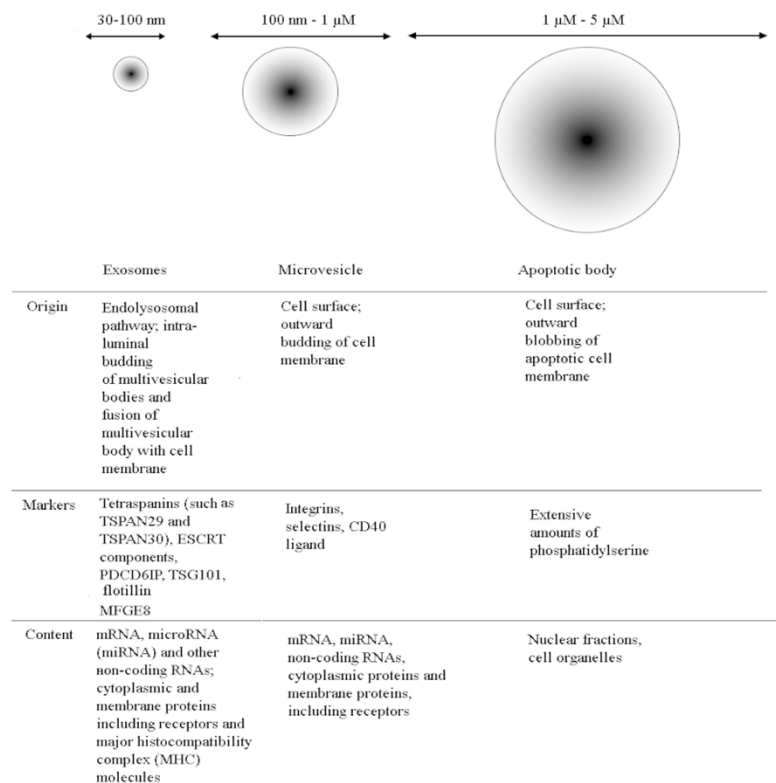 30-100 nm
100 nm - 1 µM
1 µM - 5 µM
Exosomes
Microvesicle
Apoptotic body
Origin
Endolysosomal
pathway; intra-
luminal
budding
of multivesicular
bodies and
fusion of
multivesicular
body with cell
membrane
Cell surface;
outward
budding of cell
membrane
Cell surface;
outward
blobbing of
apoptotic cell
membrane
Markers
Tetraspanins (such as
TSPAN29 and
TSPAN30), ESCRT
components,
PDCD6IP, TSG101,
flotillin
MFGE8
Integrins,
selectins, CD40
ligand
Extensive
amounts of
phosphatidylserine
Content
mRNA, microRNA
(miRNA) and other
non-coding RNAs;
cytoplasmic and
membrane proteins
including receptors and
major histocompatibility
complex (MHC)
molecules
mRNA, miRNA,
non-coding RNAs,
cytoplasmic proteins and
membrane proteins,
including receptors
Nuclear fractions,
cell organelles